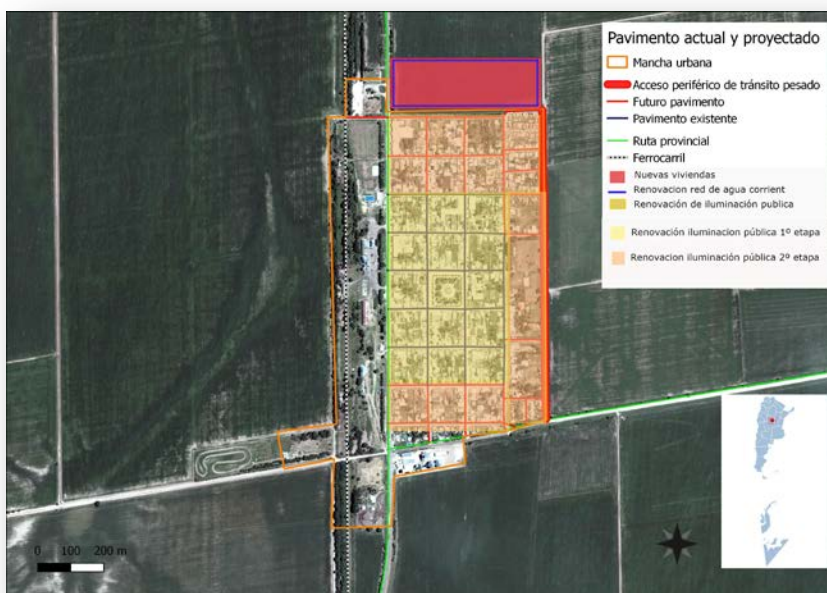 Pavimento actual y proyectado
Mancha urbana
Acceso periférico de tránsito pesado
Futuro pavimento
Pavimento existente
Ruta provincial
Ferrocarril
Nuevas viviendas
Renovacion red de agua corrient
Renovación de iluminación publica
Renovación iluminacion pública 1º etapa
Renovacion iluminación pública 2º etapa
0 100 200 m